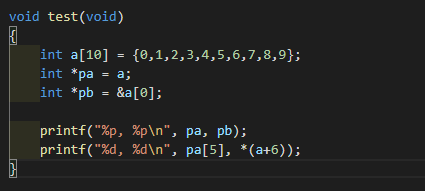 void test(void)
{
    int a[10] = {0,1,2,3,4,5,6,7,8,9};
    int *pa = a;
    int *pb = &a[0];

    printf("%p, %p\n", pa, pb);
    printf("%d, %d\n", pa[5], *(a+6));
}